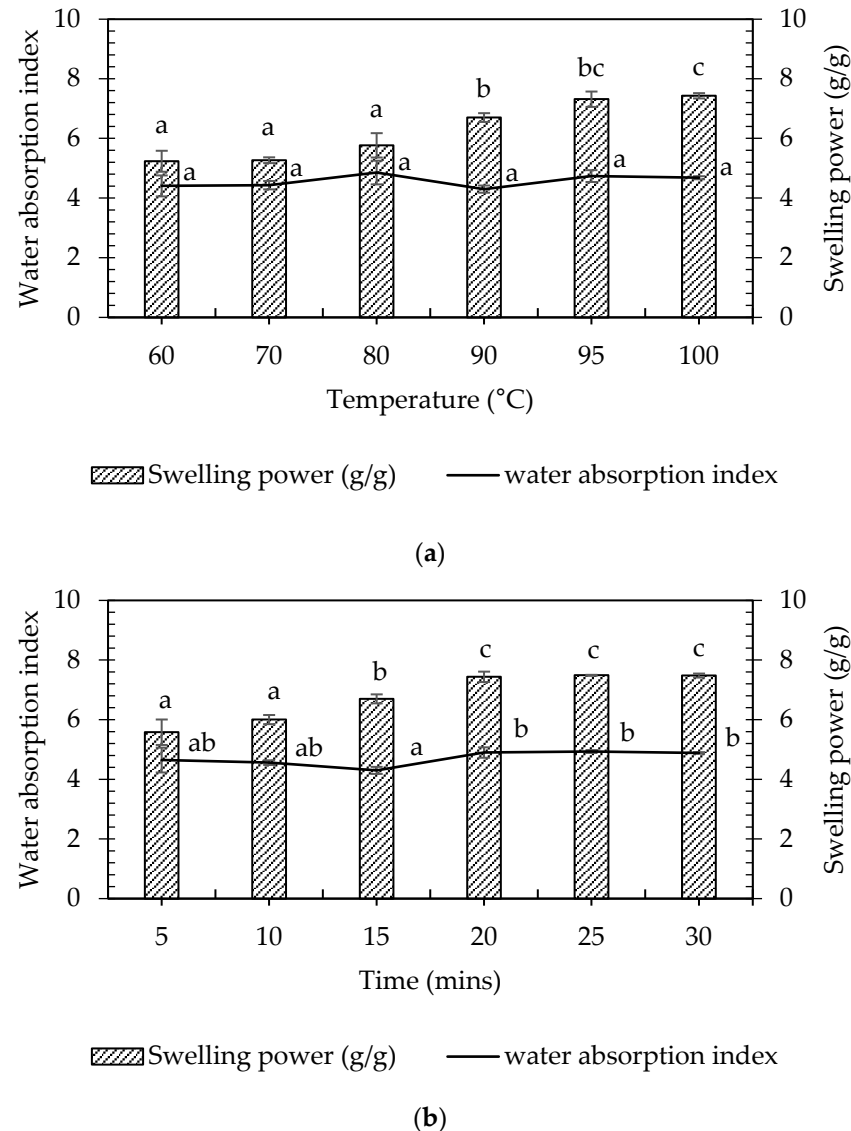 10
10
8
8
6
6
4
4
2
2
0
0
Water absorption index
Swelling power (g/g)
a
a
a
b
bc
c
a
a
a
a
a
a
60
70
80
90
95
100
Temperature (°C)
Swelling power (g/g)
water absorption index
(a)
10
10
8
8
6
6
4
4
2
2
0
0
Water absorption index
Swelling power (g/g)
a
a
b
c
c
c
ab
ab
a
b
b
b
5
10
15
20
25
30
Time (mins)
Swelling power (g/g)
water absorption index
(b)